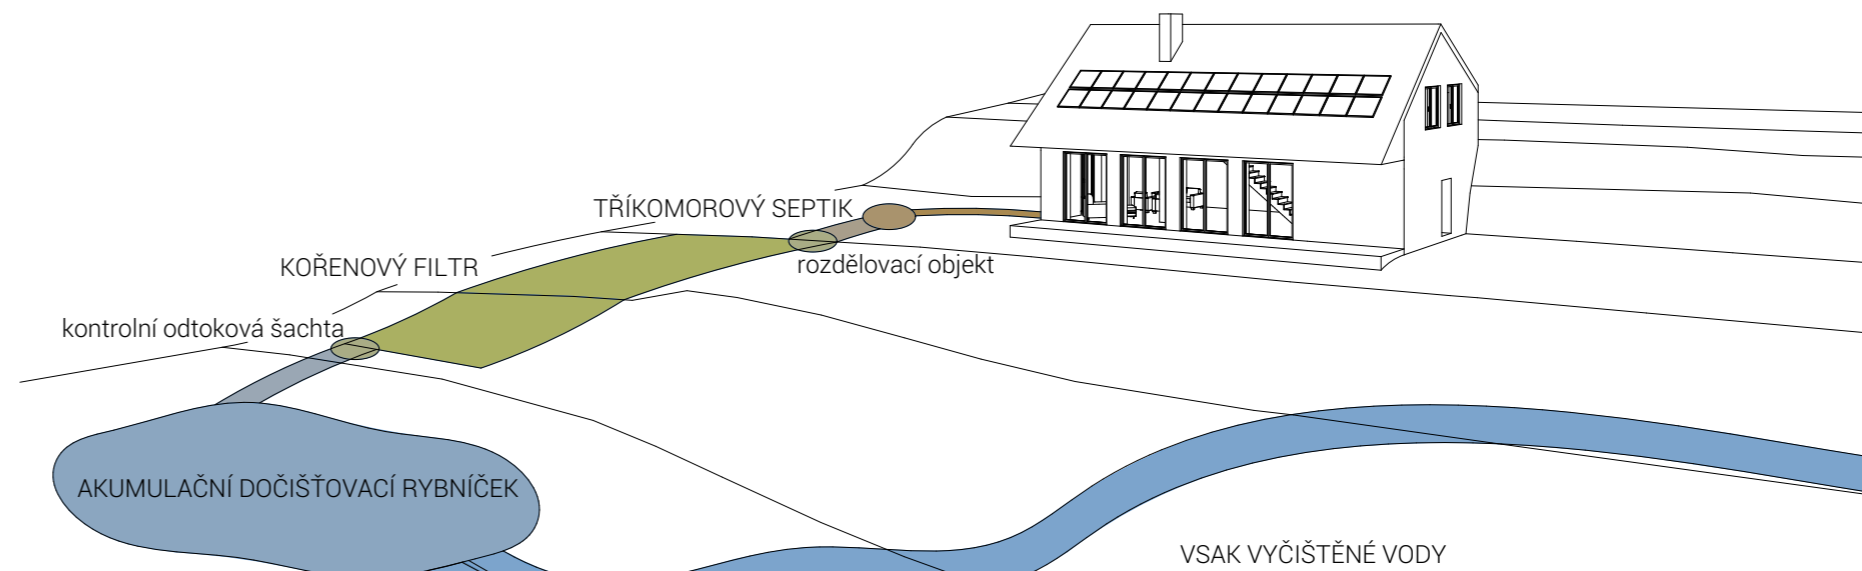 TŘÍKOMOROVÝ SEPTIK
rozdělovací objekt
KOŘENOVÝ FILTR
kontrolní odtoková šachta
AKUMULAČNÍ DOČIŠŤOVACÍ RYBNÍČEK
VSAK VYČIŠTĚNÉ VODY